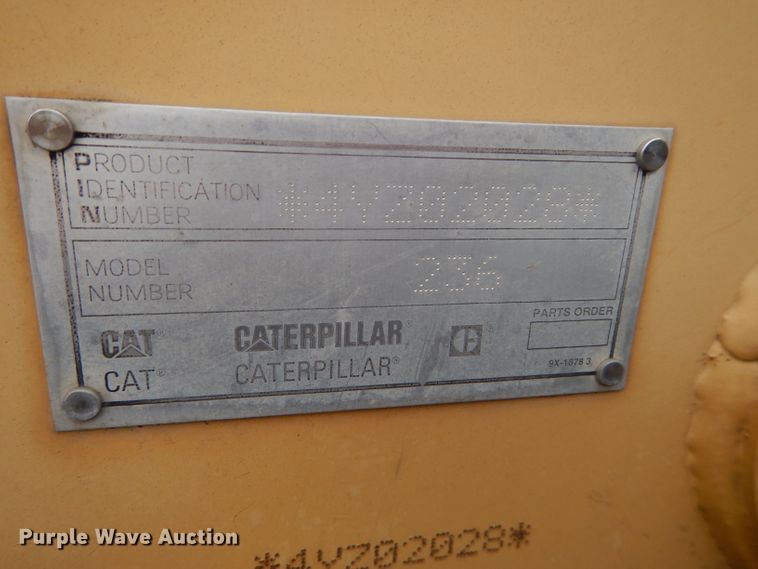 PRODUCT
IDENTIFICATION
NUMBER
*4YZ02028*
MODEL
NUMBER
236
CAT®
CATERPILLAR®
CAT®
CATERPILLAR®
PARTS ORDER
9X-1878 3
*4YZ02028*
Purple Wave Auction